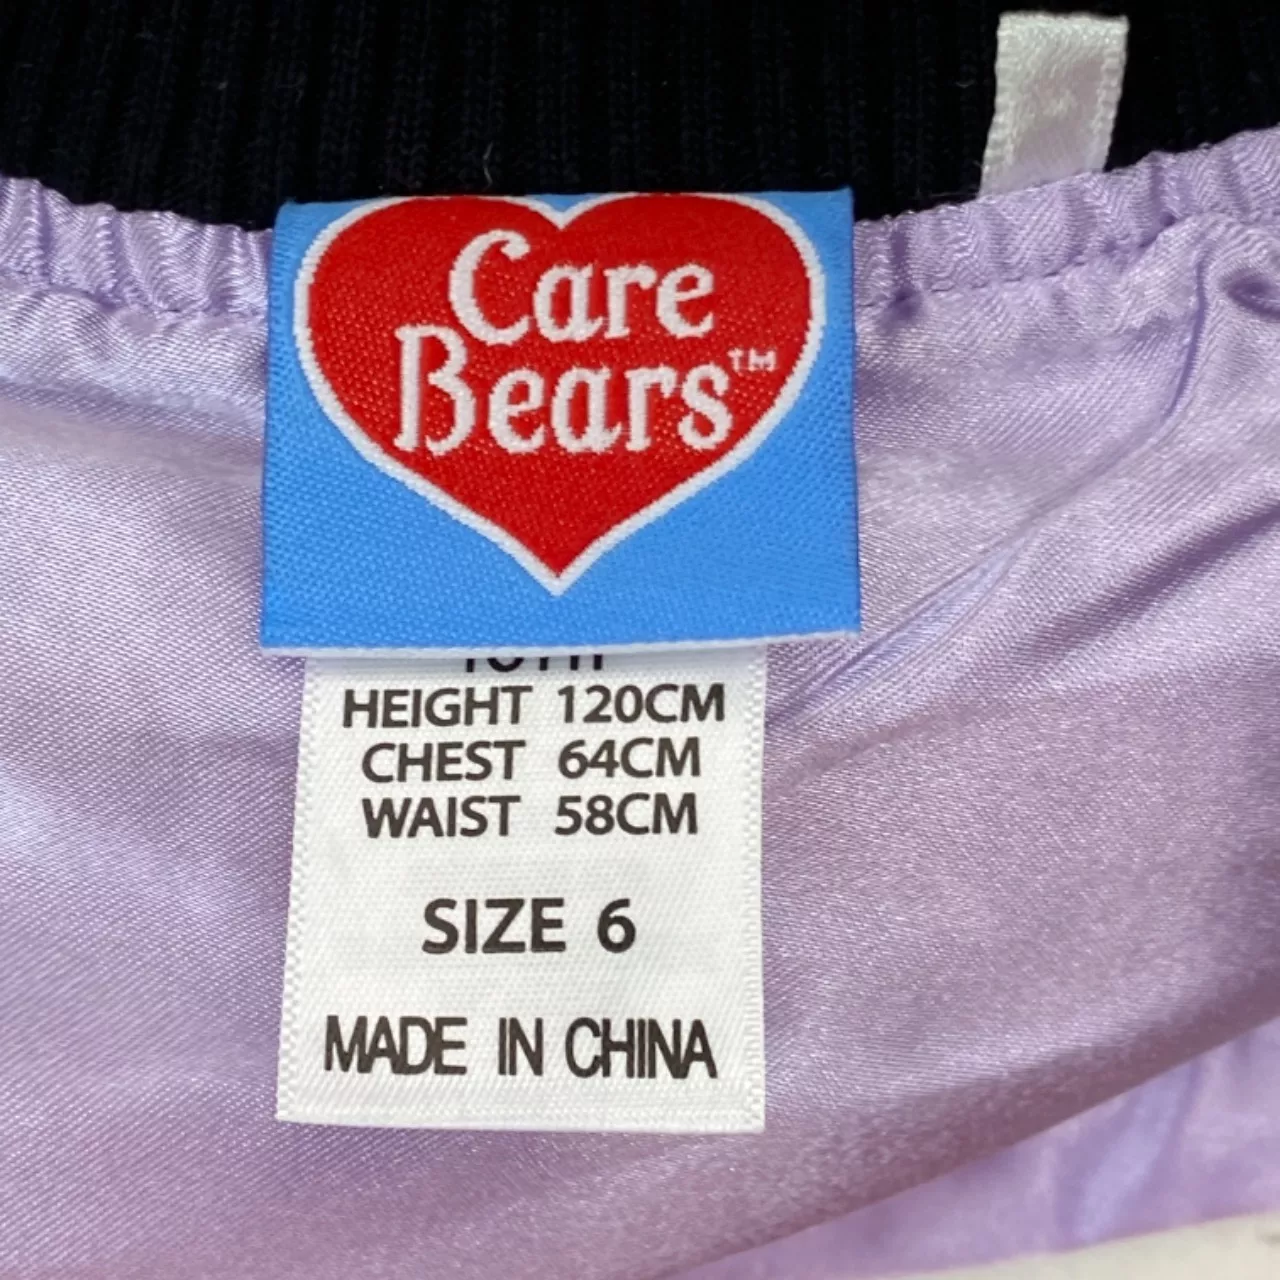 Care
Bears™
HEIGHT 120CM
CHEST 64CM
WAIST 58CM
SIZE 6
MADE IN CHINA